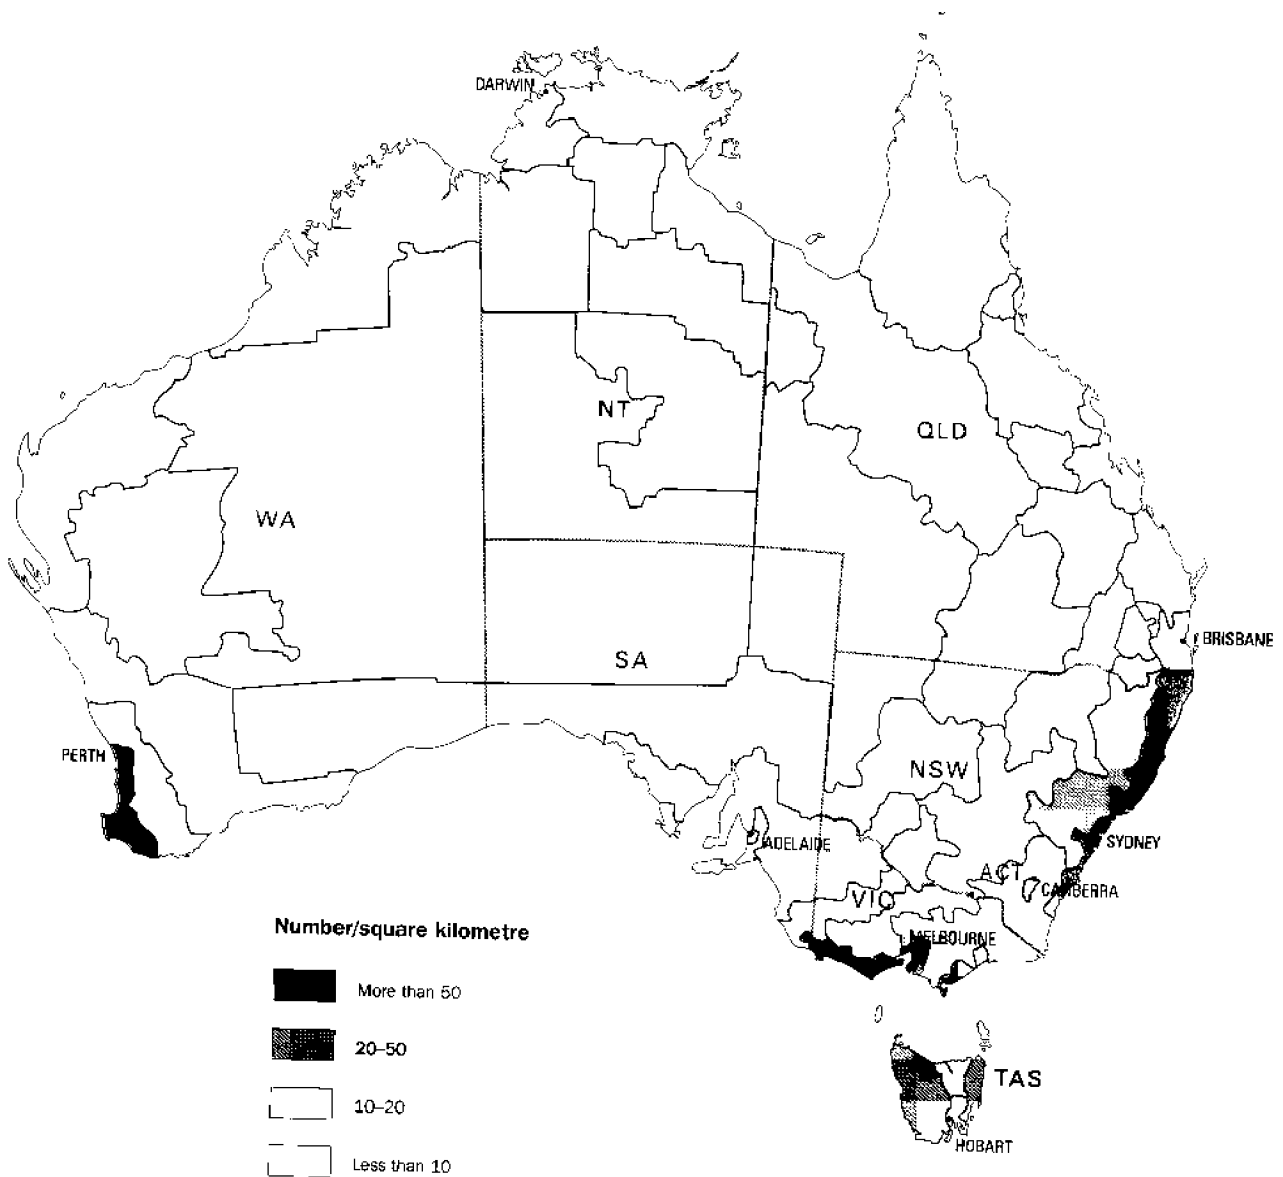 DARWIN
NT
QLD
WA
BRISBANE
SA
PERTH
NSW
ADELAIDE
SYDNEY
ACT
CANBERRA
VIC
MELBOURNE
Number/square kilometre
More than 50
20–50
10–20
Less than 10
TAS
HOBART